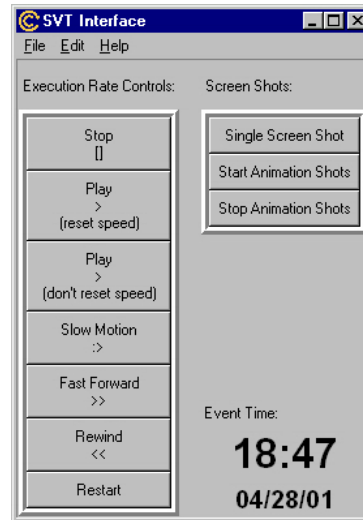 SVT Interface
File Edit Help
Execution Rate Controls:
Stop
[]
Play
>
(reset speed)
Play
>
(don't reset speed)
Slow Motion
:>
Fast Forward
>>
Rewind
<<
Restart
Screen Shots:
Single Screen Shot
Start Animation Shots
Stop Animation Shots
Event Time:
18:47
04/28/01